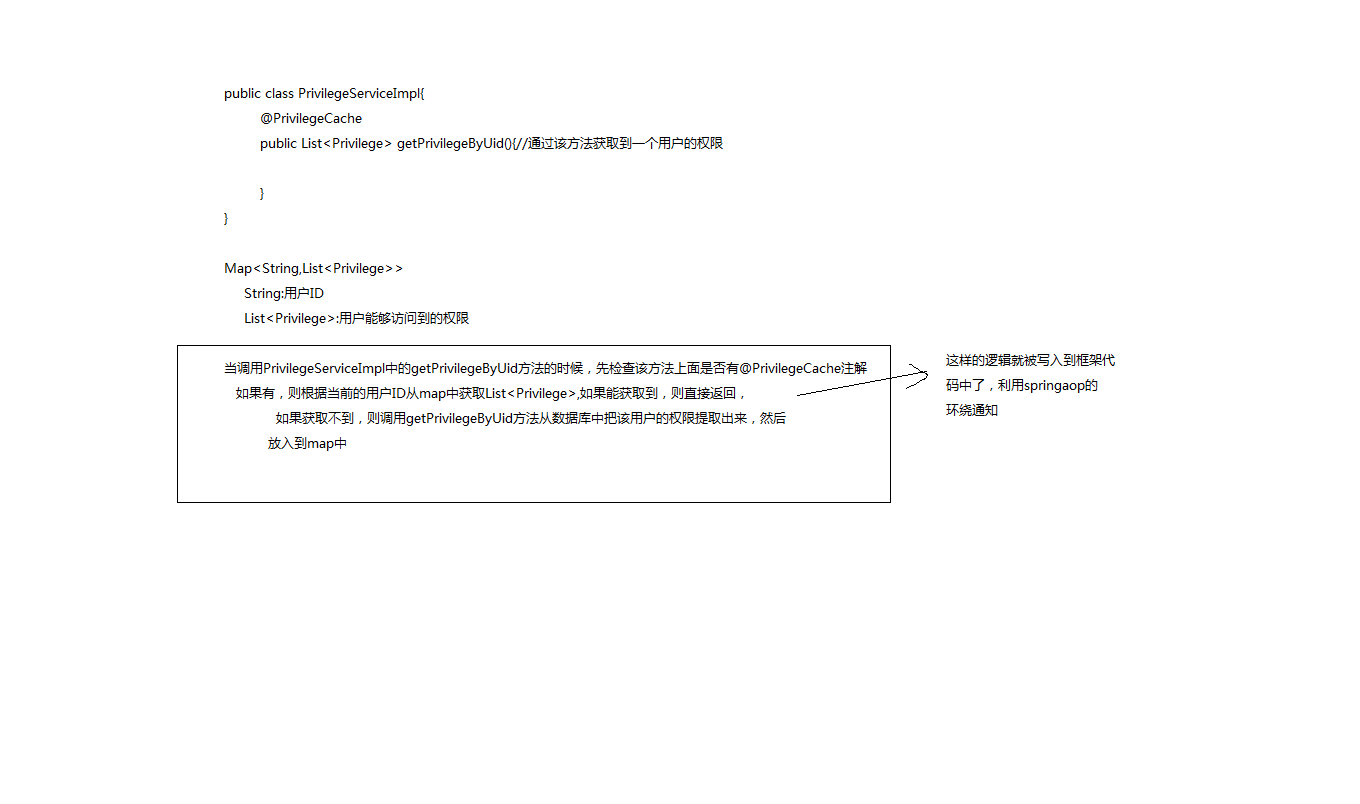 public class PrivilegeServiceImpl{
@PrivilegeCache
public List<Privilege> getPrivilegeByUid(){//通过该方法获取到一个用户的权限
}
}
Map<String,List<Privilege>>
String:用户ID
List<Privilege>:用户能够访问到的权限
当调用PrivilegeServiceImpl中的getPrivilegeByUid方法的时候，先检查该方法上面是否有@PrivilegeCache注解
如果有，则根据当前的用户ID从map中获取List<Privilege>,如果能获取到，则直接返回，
如果获取不到，则调用getPrivilegeByUid方法从数据库中把该用户的权限提取出来，然后
放入到map中
这样的逻辑就被写入到框架代
码中了，利用springaop的
环绕通知